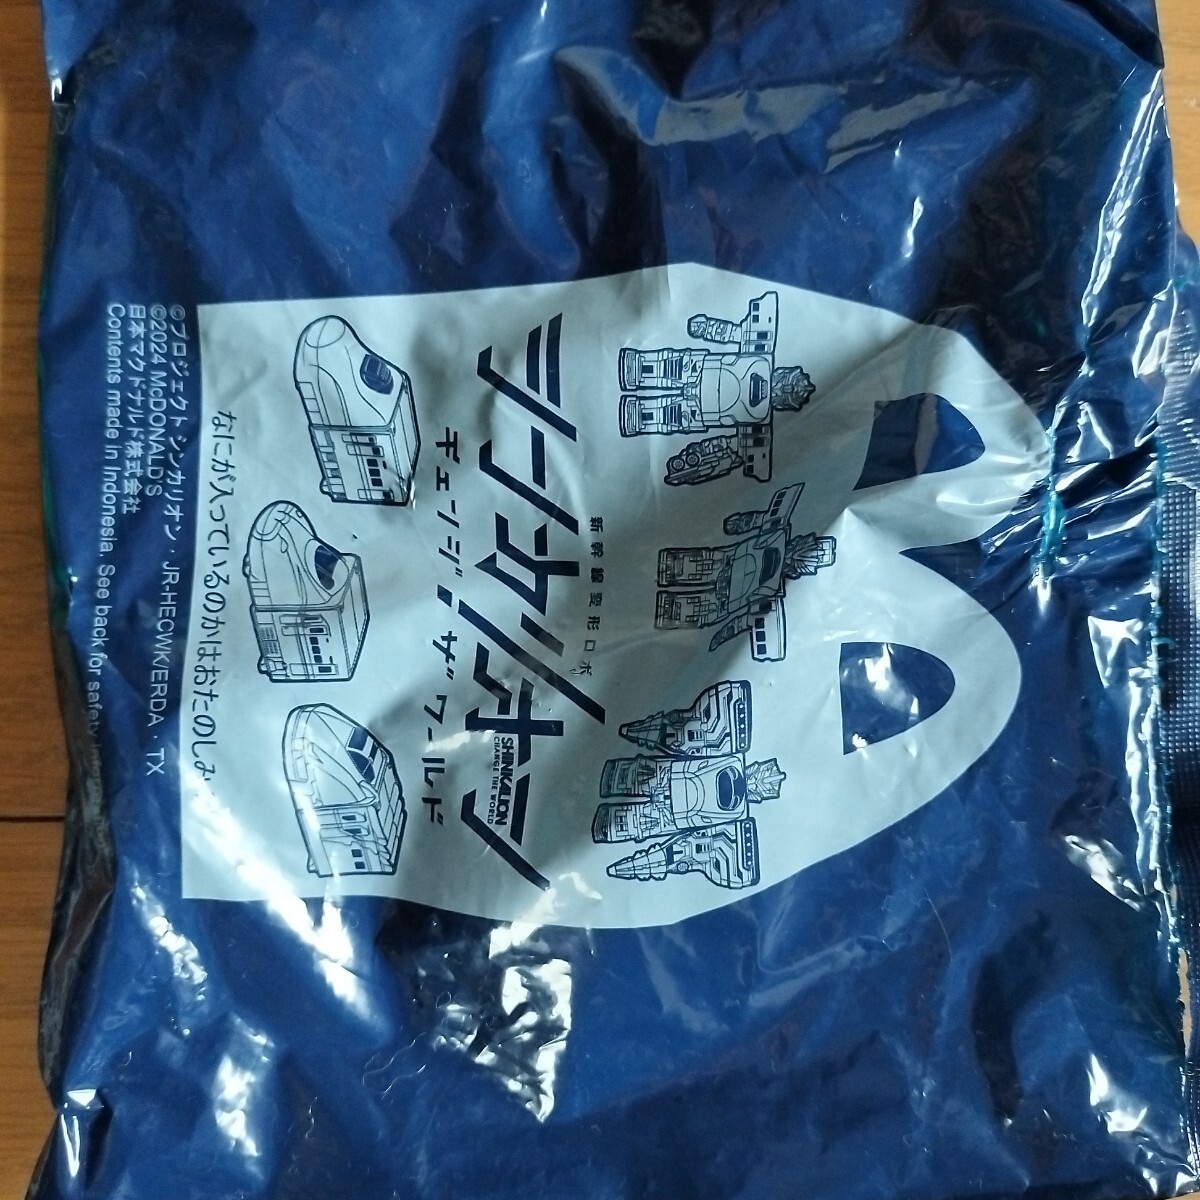 新幹線変形ロボ
シンカリオン
SHINKALION
CHANGE THE WORLD
チェンジ ザ ワールド
なにが入っているのかはおたのしみ
©プロジェクト シンカリオン・JR-HECWK/ERDA・TX
©2024 McDONALD'S
日本マクドナルド株式会社
Contents made in Indonesia. See back for safety